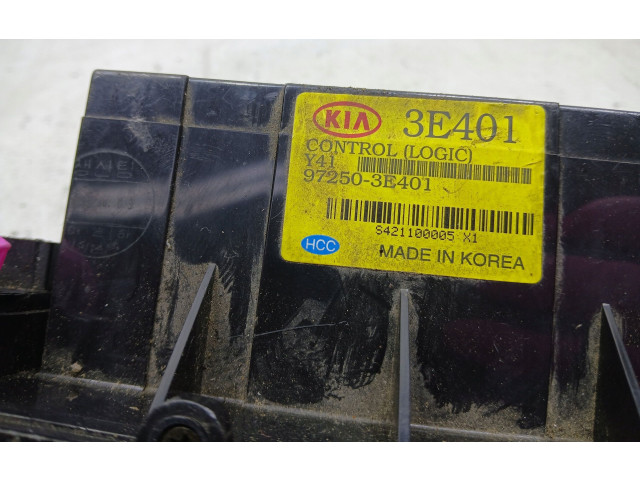 KIA 3E401
CONTROL (LOGIC)
Y41
97250-3E401
S421100005 X1
HCC MADE IN KOREA